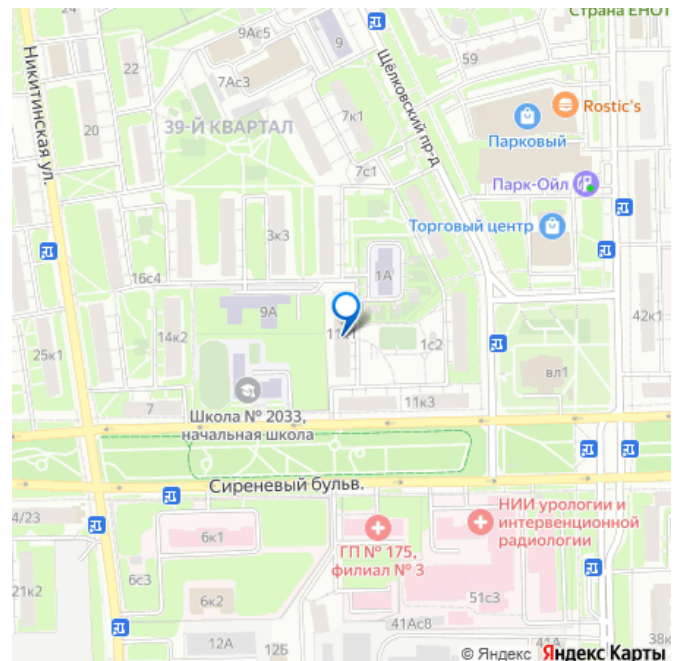 Страна ЕНОТ
9Ас5
9
59
22
7Ас3
Никитинская ул.
7к1
Щёлковский пр-д
Rostic's
20
39-Й КВАРТАЛ
Парковый
7с1
Парк-Ойл
Торговый центр
3к3
16с4
1А
9А
42к1
14к2
1с2
25к1
вл1
7
11к3
Школа № 2033,
начальная школа
Сиреневый бульв.
4/23
6к1
НИИ урологии и
интервенционной
радиологии
ГП № 175,
филиал № 3
6с3
21к2
6к2
51с3
41Ас8
12А
12Б
41А
38к
© Яндекс Яндекс Карты